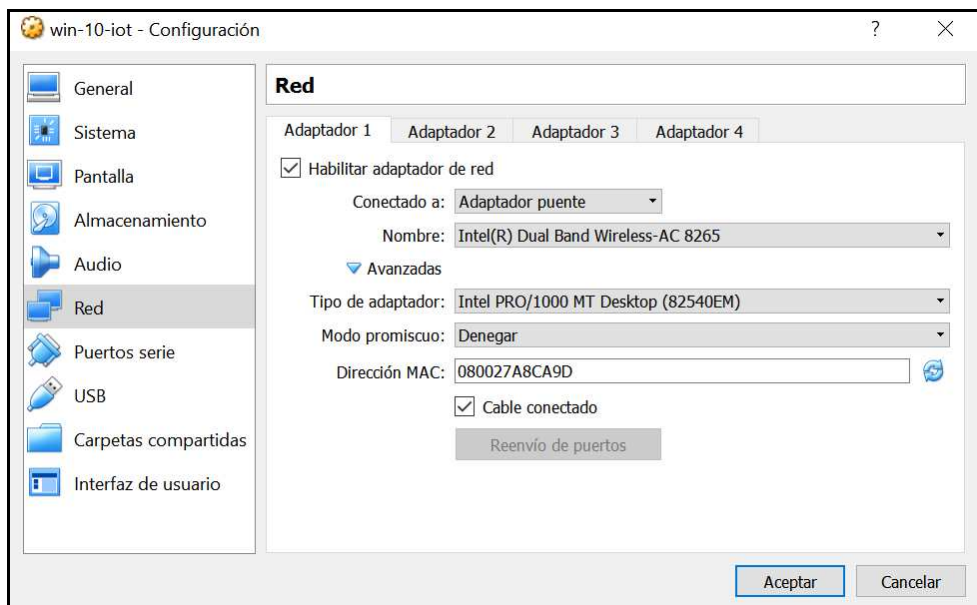 win-10-iot - Configuración ?
General
Sistema
Pantalla
Almacenamiento
Audio
Red
Puertos serie
USB
Carpetas compartidas
Interfaz de usuario
Red
Adaptador 1 Adaptador 2 Adaptador 3 Adaptador 4
Habilitar adaptador de red
Conectado a: Adaptador puente
Nombre: Intel(R) Dual Band Wireless-AC 8265
Avanzadas
Tipo de adaptador: Intel PRO/1000 MT Desktop (82540EM)
Modo promiscuo: Denegar
Dirección MAC: 080027A8CA9D
Cable conectado
Reenvío de puertos
Aceptar Cancelar